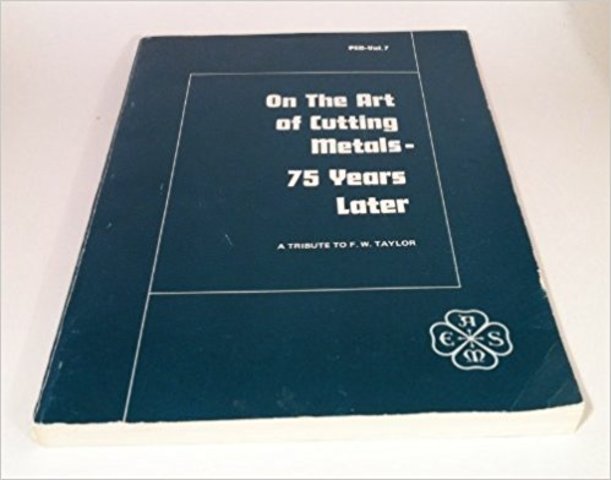 PED-Vol.7
On The Art
of Cutting
Metals-
75 Years
Later
A TRIBUTE TO F. W. TAYLOR
A
E S
M